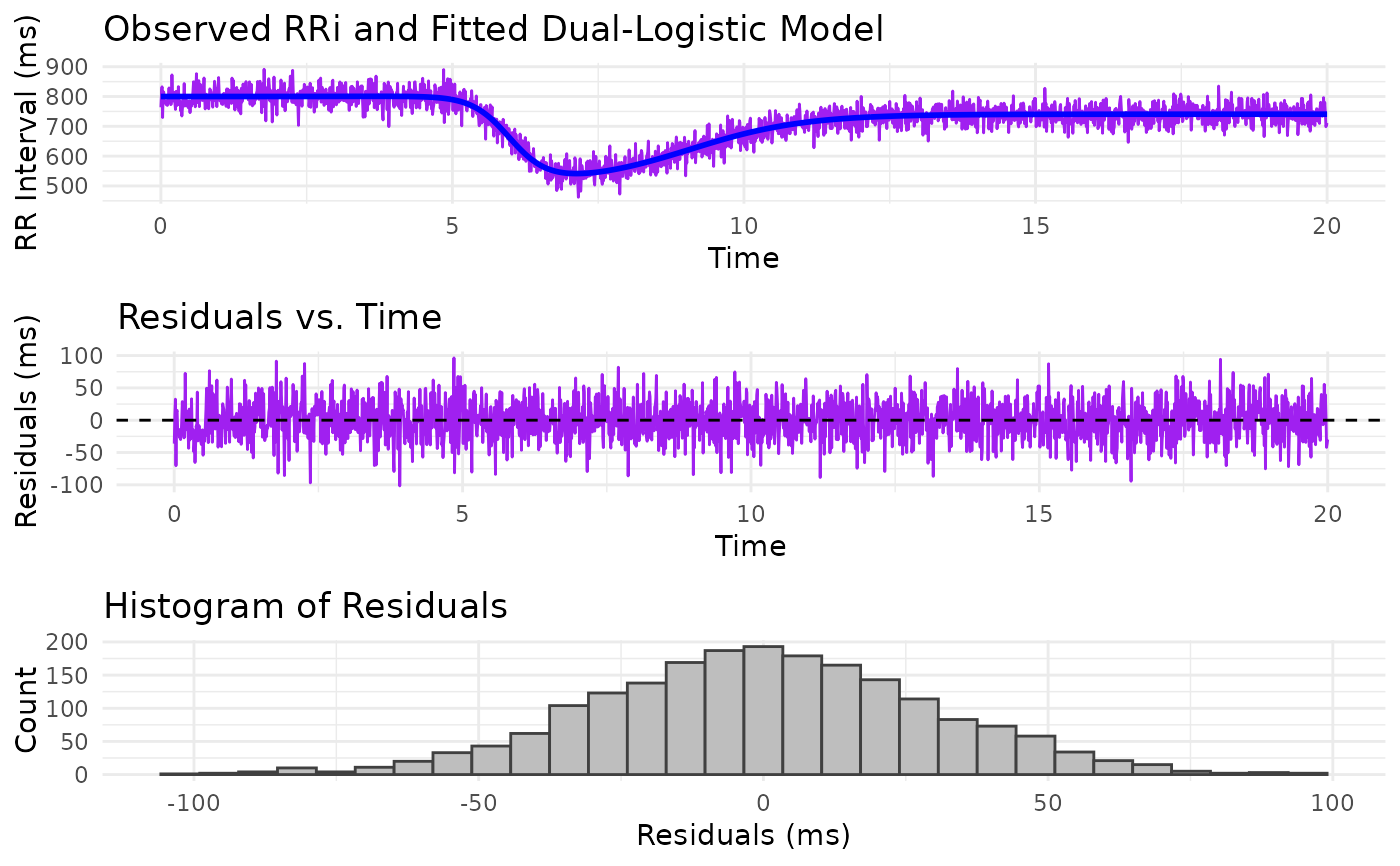 Observed RRi and Fitted Dual-Logistic Model
RR Interval (ms)
900
800
700
600
500
0 5 10 15 20
Time
Residuals vs. Time
Residuals (ms)
100
50
0
-50
-100
0 5 10 15 20
Time
Histogram of Residuals
Count
200
150
100
50
0
-100 -50 0 50 100
Residuals (ms)